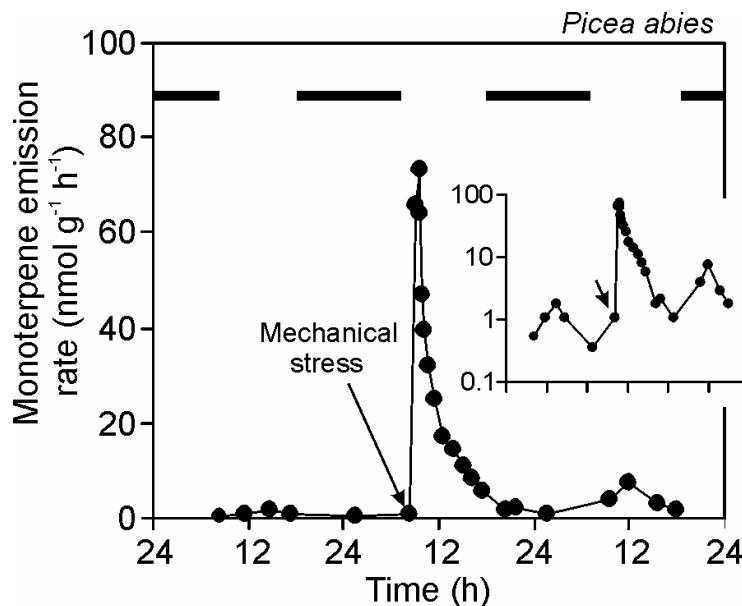 Picea abies
100
80
60
40
20
0
Monoterpene emission
rate (nmol g⁻¹ h⁻¹)
Mechanical
stress
100
10
1
0.1
24 12 24 12 24 12 24
Time (h)